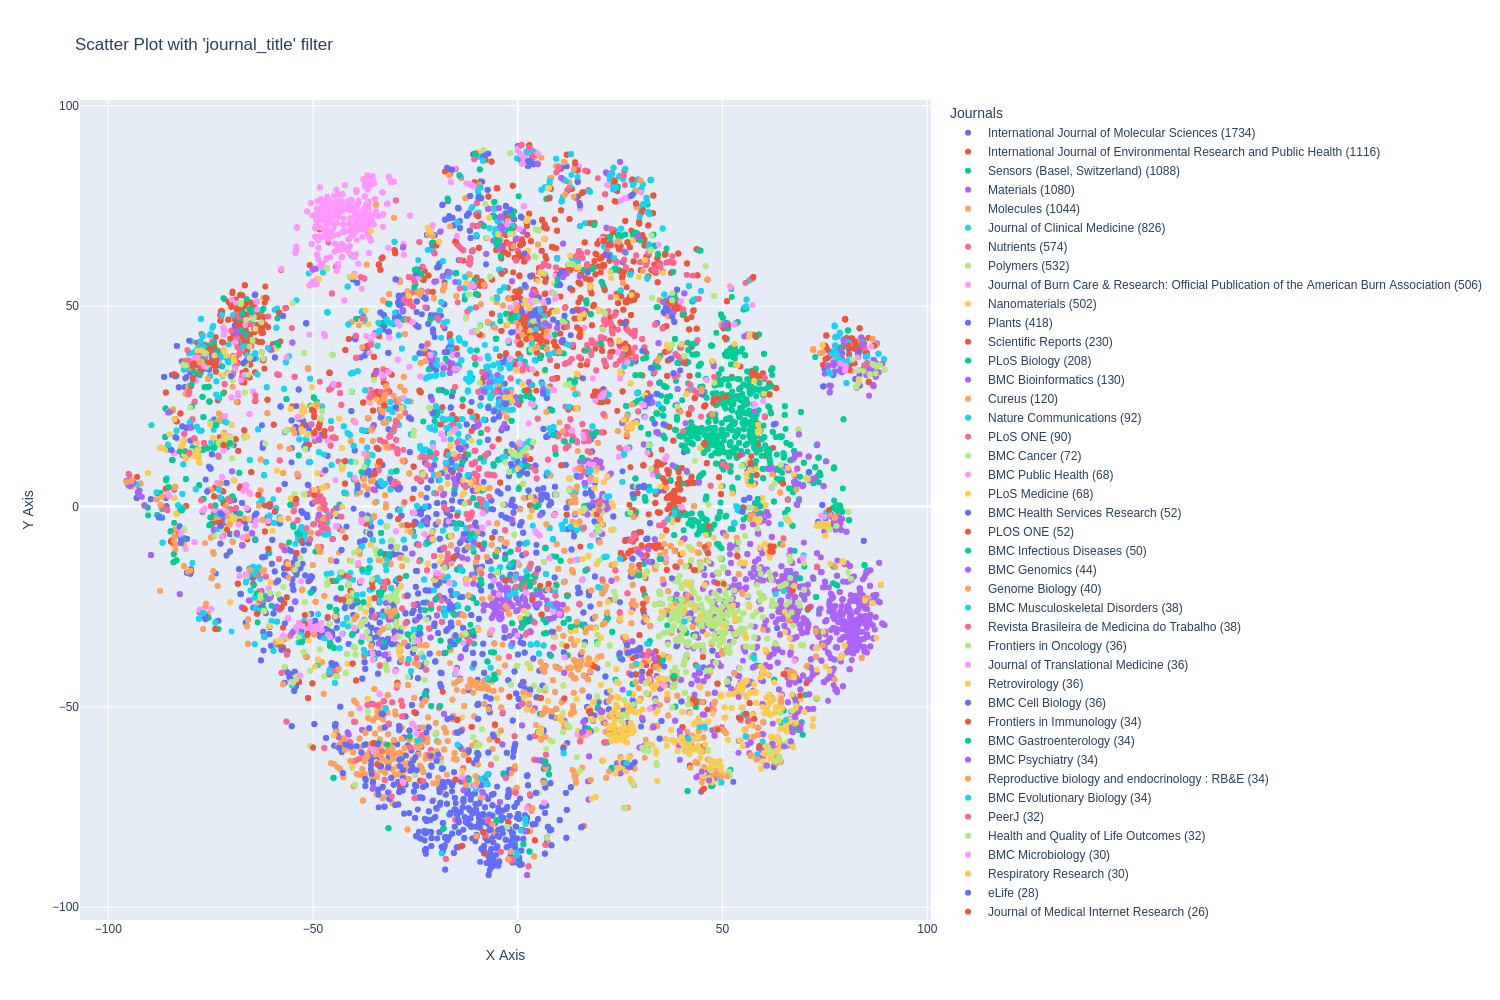 Scatter Plot with 'journal_title' filter
Journals
International Journal of Molecular Sciences (1734)
International Journal of Environmental Research and Public Health (1116)
Sensors (Basel, Switzerland) (1088)
Materials (1080)
Molecules (1044)
Journal of Clinical Medicine (826)
Nutrients (574)
Polymers (532)
Journal of Burn Care & Research: Official Publication of the American Burn Association (506)
Nanomaterials (502)
Plants (418)
Scientific Reports (230)
PLoS Biology (208)
BMC Bioinformatics (130)
Cureus (120)
Nature Communications (92)
PLoS ONE (90)
BMC Cancer (72)
BMC Public Health (68)
PLoS Medicine (68)
BMC Health Services Research (52)
PLOS ONE (52)
BMC Infectious Diseases (50)
BMC Genomics (44)
Genome Biology (40)
BMC Musculoskeletal Disorders (38)
Revista Brasileira de Medicina do Trabalho (38)
Frontiers in Oncology (36)
Journal of Translational Medicine (36)
Retrovirology (36)
BMC Cell Biology (36)
Frontiers in Immunology (34)
BMC Gastroenterology (34)
BMC Psychiatry (34)
Reproductive biology and endocrinology : RB&E (34)
BMC Evolutionary Biology (34)
PeerJ (32)
Health and Quality of Life Outcomes (32)
BMC Microbiology (30)
Respiratory Research (30)
eLife (28)
Journal of Medical Internet Research (26)
100
50
0
−50
−100
Y Axis
−100
−50
0
50
100
X Axis